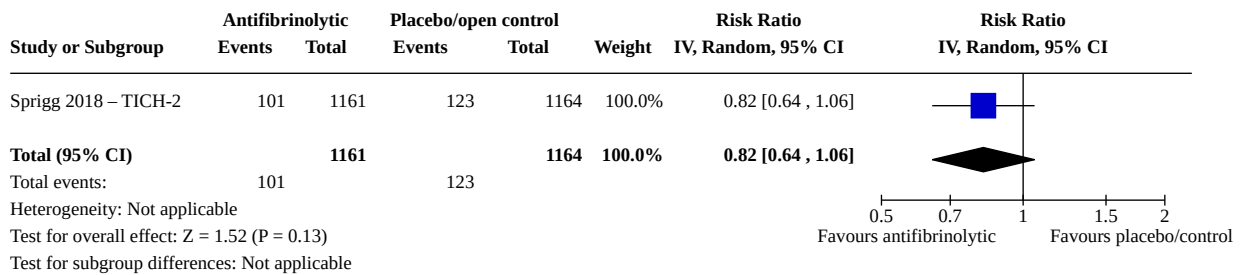 Antifibrinolytic Placebo/open control Risk Ratio Risk Ratio
Study or Subgroup Events Total Events Total Weight IV, Random, 95% CI IV, Random, 95% CI
Sprigg 2018 – TICH-2 101 1161 123 1164 100.0% 0.82 [0.64 , 1.06]
Total (95% CI) 1161 1164 100.0% 0.82 [0.64 , 1.06]
Total events: 101 123
Heterogeneity: Not applicable 0.5 0.7 1 1.5 2
Test for overall effect: Z = 1.52 (P = 0.13) Favours antifibrinolytic Favours placebo/control
Test for subgroup differences: Not applicable